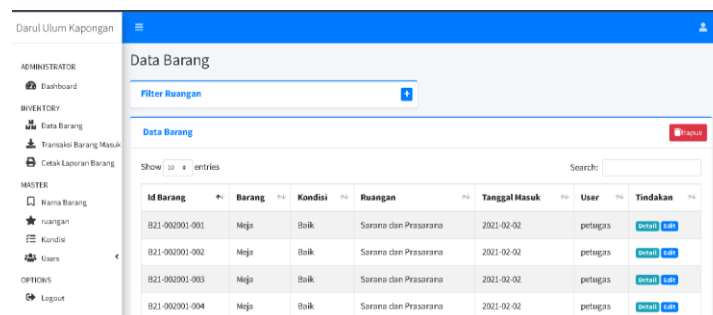 Darul Ulum Kapongan
ADMINISTRATOR
Dashboard
INVENTORY
Data Barang
Transaksi Barang Masuk
Cetak Laporan Barang
MASTER
Nama Barang
ruangan
Kondisi
Users
OPTIONS
Logout
Data Barang
Filter Ruangan
Data Barang
Hapus
Show 10 entries
Search:
Id Barang Barang Kondisi Ruangan Tanggal Masuk User Tindakan
B21-002001-001 Meja Baik Sarana dan Prasarana 2021-02-02 petugas Detail Edit
B21-002001-002 Meja Baik Sarana dan Prasarana 2021-02-02 petugas Detail Edit
B21-002001-003 Meja Baik Sarana dan Prasarana 2021-02-02 petugas Detail Edit
B21-002001-004 Meja Baik Sarana dan Prasarana 2021-02-02 petugas Detail Edit